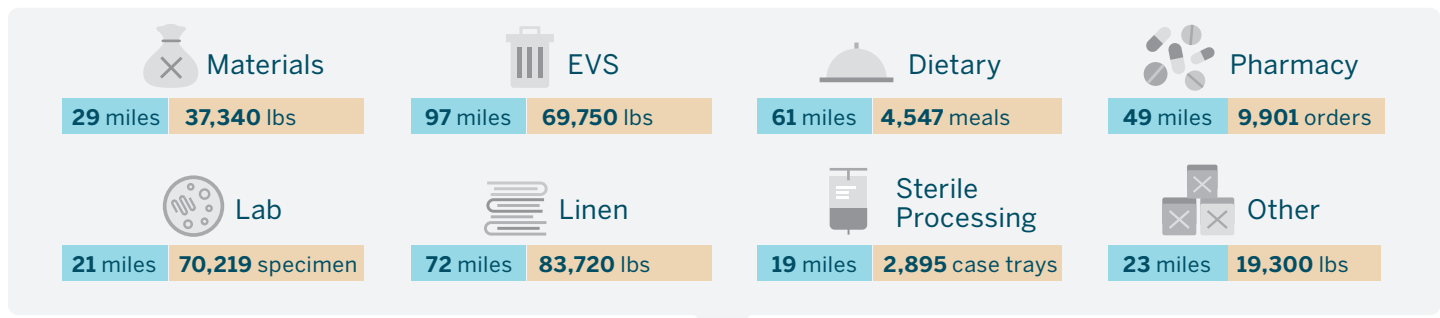 Materials
29 miles 37,340 lbs
EVS
97 miles 69,750 lbs
Dietary
61 miles 4,547 meals
Pharmacy
49 miles 9,901 orders
Lab
21 miles 70,219 specimen
Linen
72 miles 83,720 lbs
Sterile
Processing
19 miles 2,895 case trays
Other
23 miles 19,300 lbs